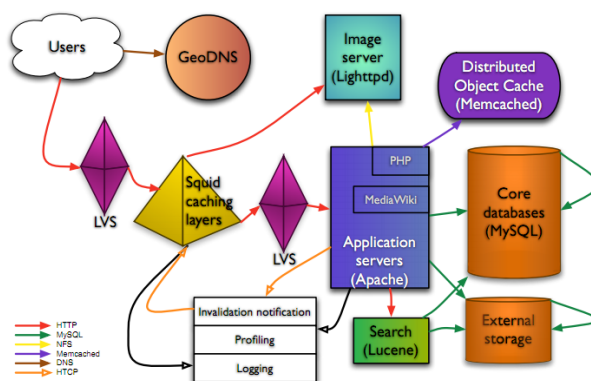 Users
GeoDNS
Image
server
(Lighttpd)
Distributed
Object Cache
(Memcached)
LVS
Squid
caching
layers
LVS
PHP
MediaWiki
Application
servers
(Apache)
Core
databases
(MySQL)
Invalidation notification
Profiling
Logging
Search
(Lucene)
External
storage
HTTP
MySQL
NFS
Memcached
DNS
HTCP